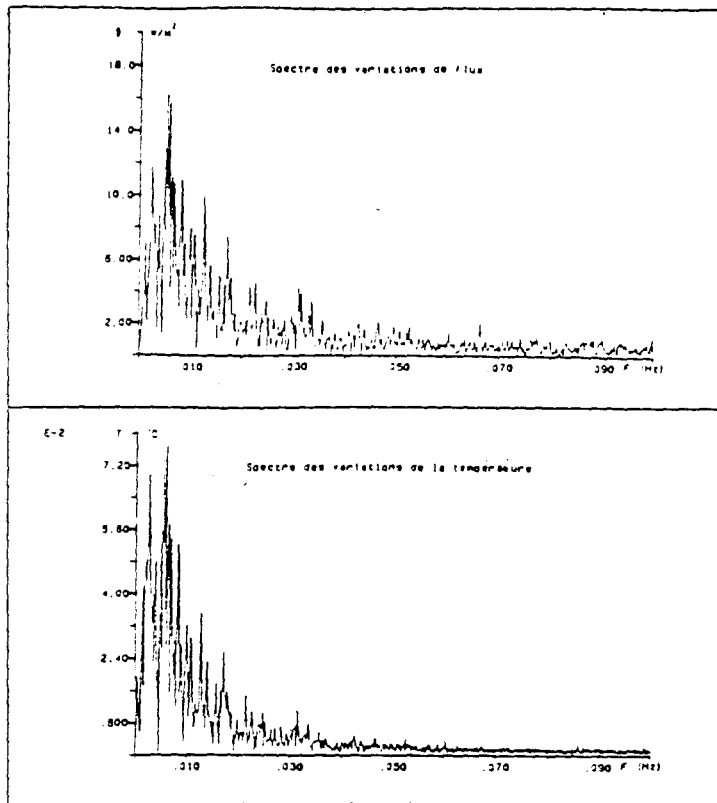 W/M²
18.0
Spectre des variations de flux
14.0
10.0
6.00
2.00
.010 .030 .050 .070 .090 F (Hz)
E-2 T °C
7.20
Spectre des variations de la température
5.60
4.00
2.40
.800
.010 .030 .050 .070 .090 F (Hz)